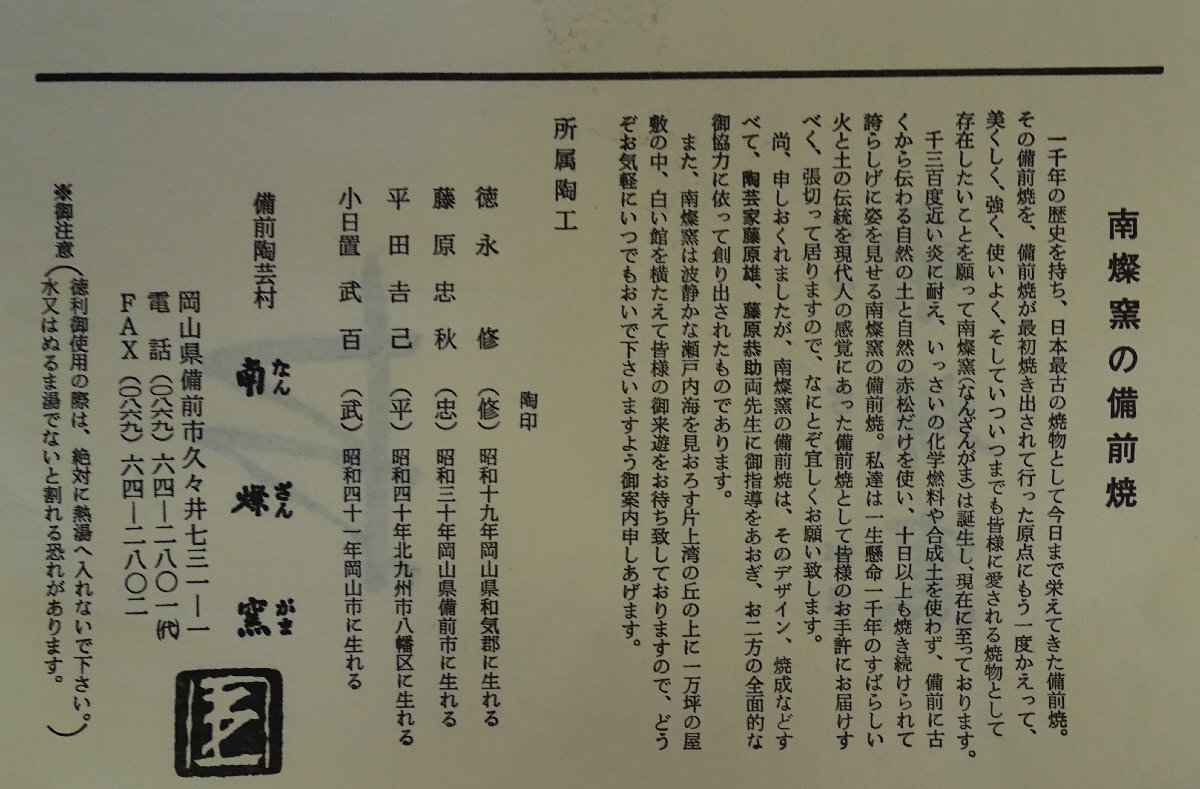 南燦窯の備前焼
一千年の歴史を持ち、日本最古の焼物として今日まで栄えてきた備前焼。
その備前焼を、備前焼が最初焼き出されて行った原点にもう一度かえって、
美くしく、強く、使いよく、そしていついつまでも皆様に愛される焼物として
存在したいことを願って南燦窯(なんざんがま)は誕生し、現在に至っております。
千三百度近い炎に耐え、いっさいの化学燃料や合成土を使わず、備前に古
くから伝わる自然の土と自然の赤松だけを使い、十日以上も焼き続けられて
誇らしげに姿を見せる南燦窯の備前焼。私達は一生懸命一千年のすばらしい
火と土の伝統を現代人の感覚にあった備前焼として皆様のお手許にお届けす
べく、張切って居りますので、なにとぞ宜しくお願い致します。
尚、申しおくれましたが、南燦窯の備前焼は、そのデザイン、焼成などす
べて、陶芸家藤原雄、藤原恭助両先生に御指導をあおぎ、お二方の全面的な
御協力に依って創り出されたものであります。
また、南燦窯は波静かな瀬戸内海を見おろす片上湾の丘の上に一万坪の屋
敷の中、白い館を横たえて皆様の御来遊をお待ち致しておりますので、どう
ぞお気軽にいつでもおいで下さいますよう御案内申しあげます。
所属陶工
陶印
徳永修 (修) 昭和十九年岡山県和気郡に生れる
藤原忠秋 (忠) 昭和三十年岡山県備前市に生れる
平田吉己 (平) 昭和四十年北九州市八幡区に生れる
小日置武百 (武) 昭和四十一年岡山市に生れる
備前陶芸村 南燦窯
なん ざん がま
岡山県備前市久々井七三一―一
電話(〇八六九)六四―二八〇一(代)
FAX(〇八六九)六四―二八〇二
※御注意(徳利御使用の際は、絶対に熱湯へ入れないで下さい。
水又はぬるま湯でないと割れる恐れがあります。)